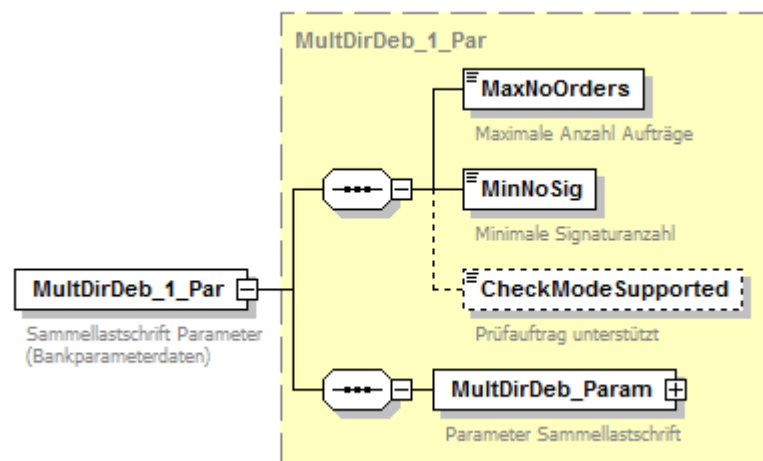 MultDirDeb_1_Par
MaxNoOrders
Maximale Anzahl Aufträge
MinNoSig
Minimale Signaturanzahl
MultDirDeb_1_Par
Sammellastschrift Parameter
(Bankparameterdaten)
CheckModeSupported
Prüfauftrag unterstützt
MultDirDeb_Param
Parameter Sammellastschrift